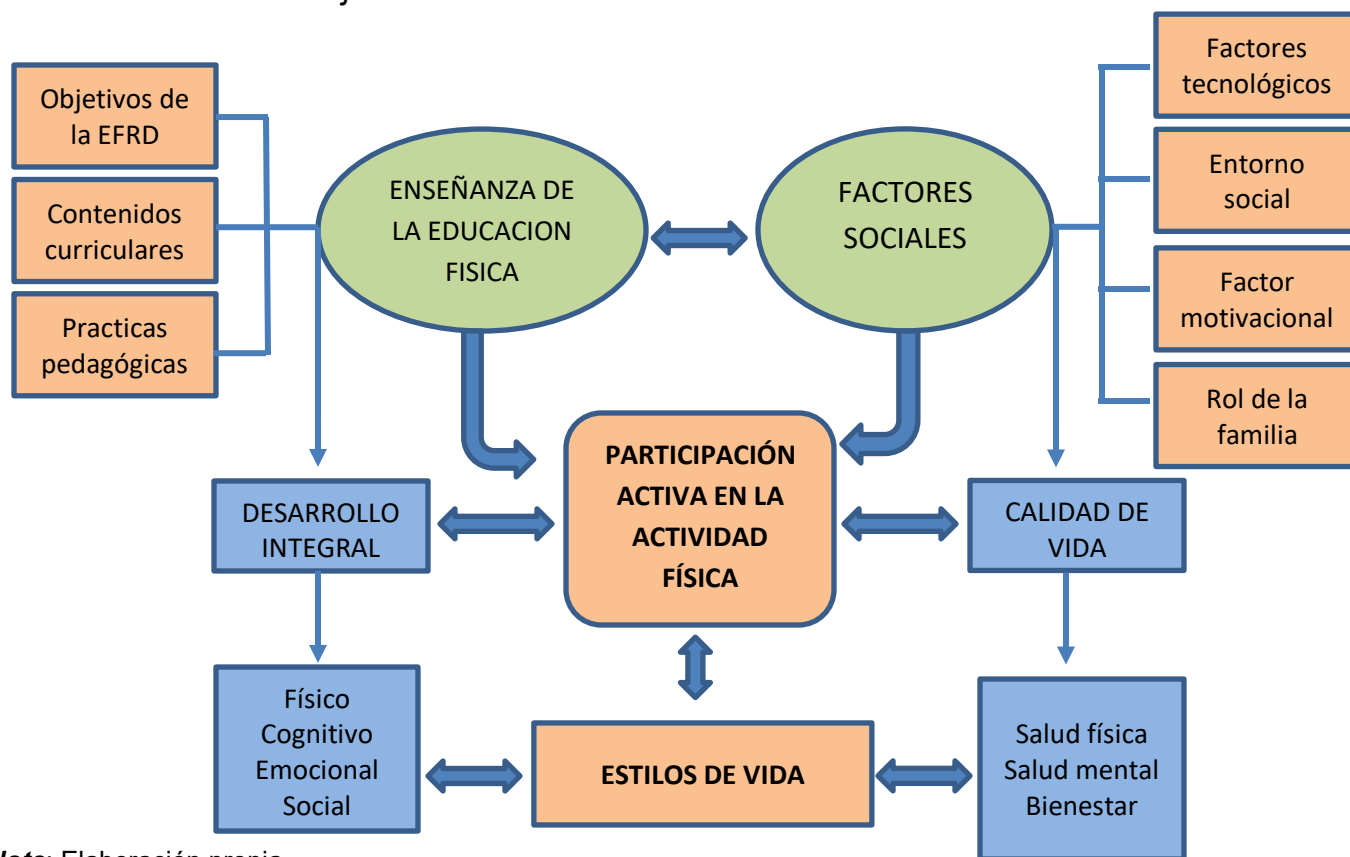 Objetivos de
la EFRD
Contenidos
curriculares
Practicas
pedagógicas
ENSEÑANZA DE
LA EDUCACION
FISICA
FACTORES
SOCIALES
Factores
tecnológicos
Entorno
social
Factor
motivacional
Rol de la
familia
PARTICIPACIÓN
ACTIVA EN LA
ACTIVIDAD
FÍSICA
DESARROLLO
INTEGRAL
CALIDAD DE
VIDA
Físico
Cognitivo
Emocional
Social
ESTILOS DE VIDA
Salud física
Salud mental
Bienestar